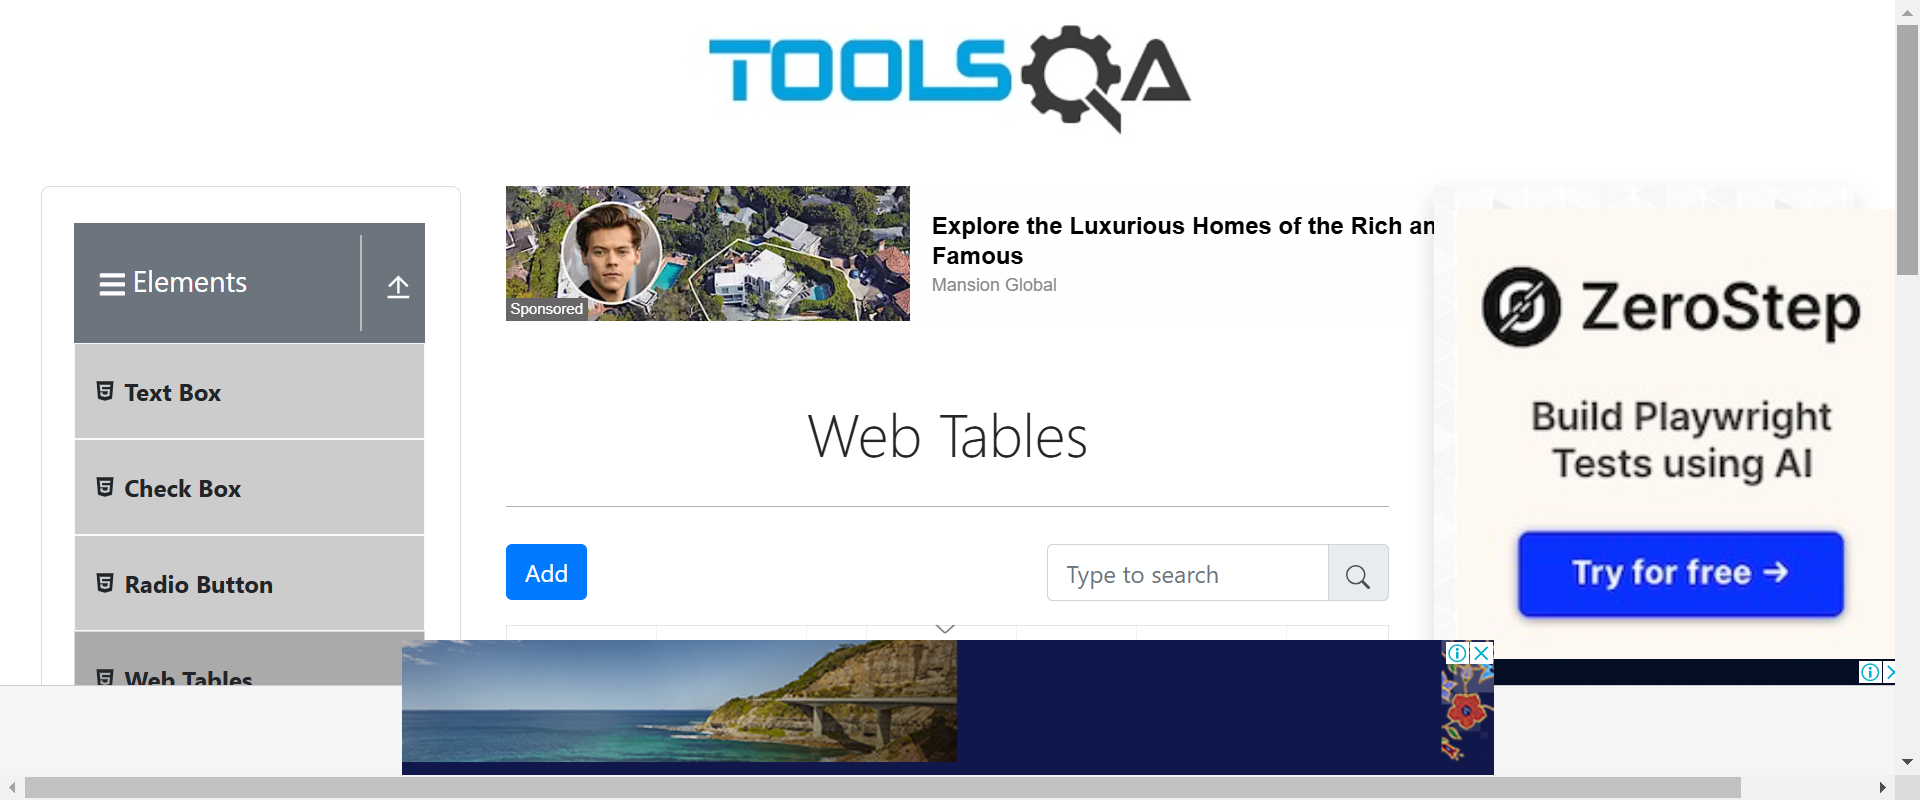 TOOLSQA
Elements
Text Box
Check Box
Radio Button
Web Tables
Sponsored
Explore the Luxurious Homes of the Rich an
Famous
Mansion Global
Web Tables
Add
Type to search
ZeroStep
Build Playwright
Tests using AI
Try for free →